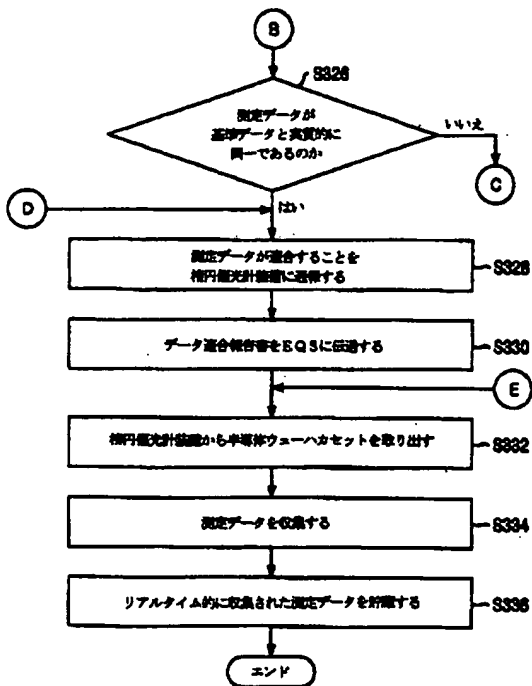 B
S326
測定データが
基準データと実質的に
同一であるのか
いいえ
C
D
はい
測定データが適合することを
楕円偏光計装置に通報する
S328
データ適合報告書をEQSに伝送する
S330
E
楕円偏光計装置から半導体ウェーハカセットを取り出す
S332
測定データを収集する
S334
リアルタイム的に収集された測定データを貯蔵する
S336
エンド